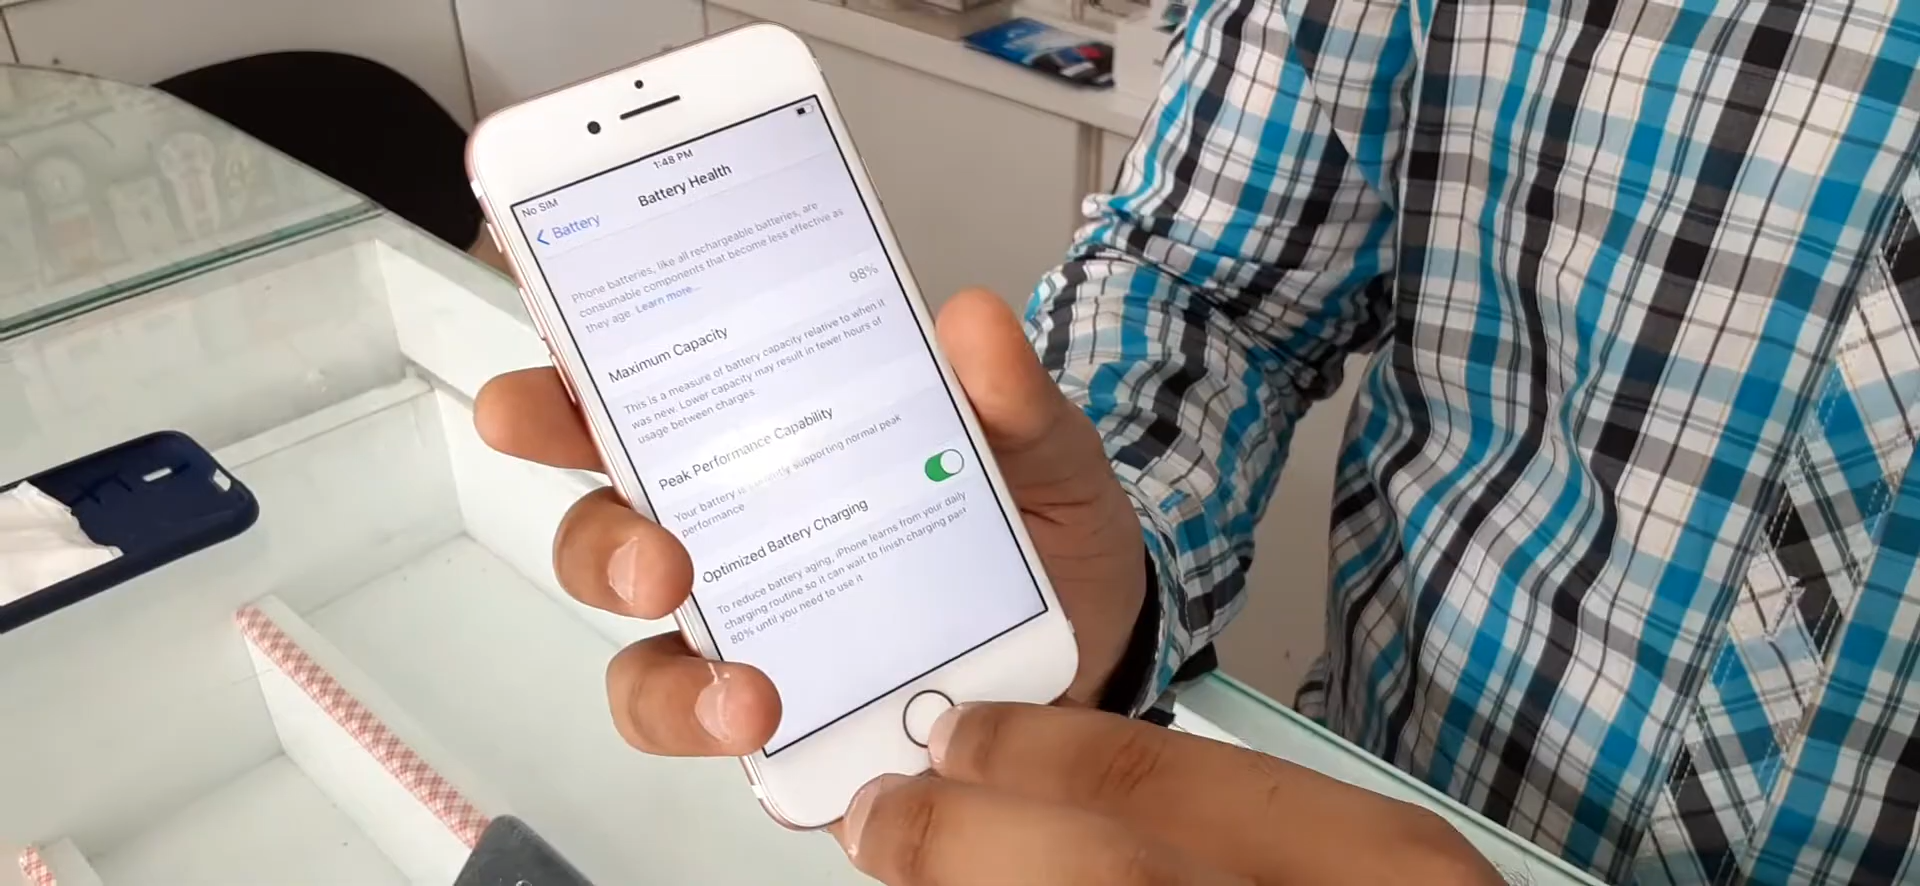 No SIM
1:48 PM
Battery
Battery Health
Phone batteries, like all rechargeable batteries, are
consumable components that become less effective as
they age. Learn more...
Maximum Capacity
98%
This is a measure of battery capacity relative to when it
was new. Lower capacity may result in fewer hours of
usage between charges.
Peak Performance Capability
Your battery is currently supporting normal peak
performance
Optimized Battery Charging
To reduce battery aging, iPhone learns from your daily
charging routine so it can wait to finish charging past
80% until you need to use it